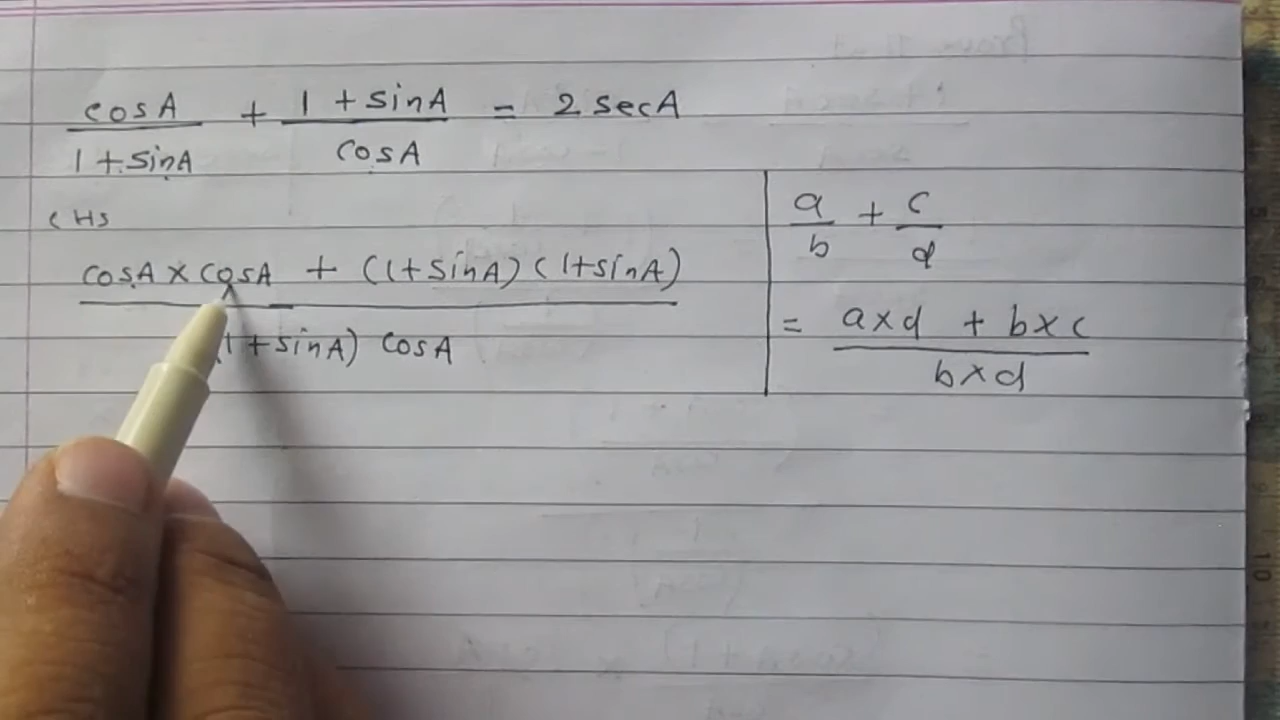 cosA / 1+sinA + 1+sinA / cosA = 2 secA
LHS
cosA × cosA + (1+sinA)(1+sinA) / (1+sinA) cosA
a/b + c/d
= a×d + b×c / b×d